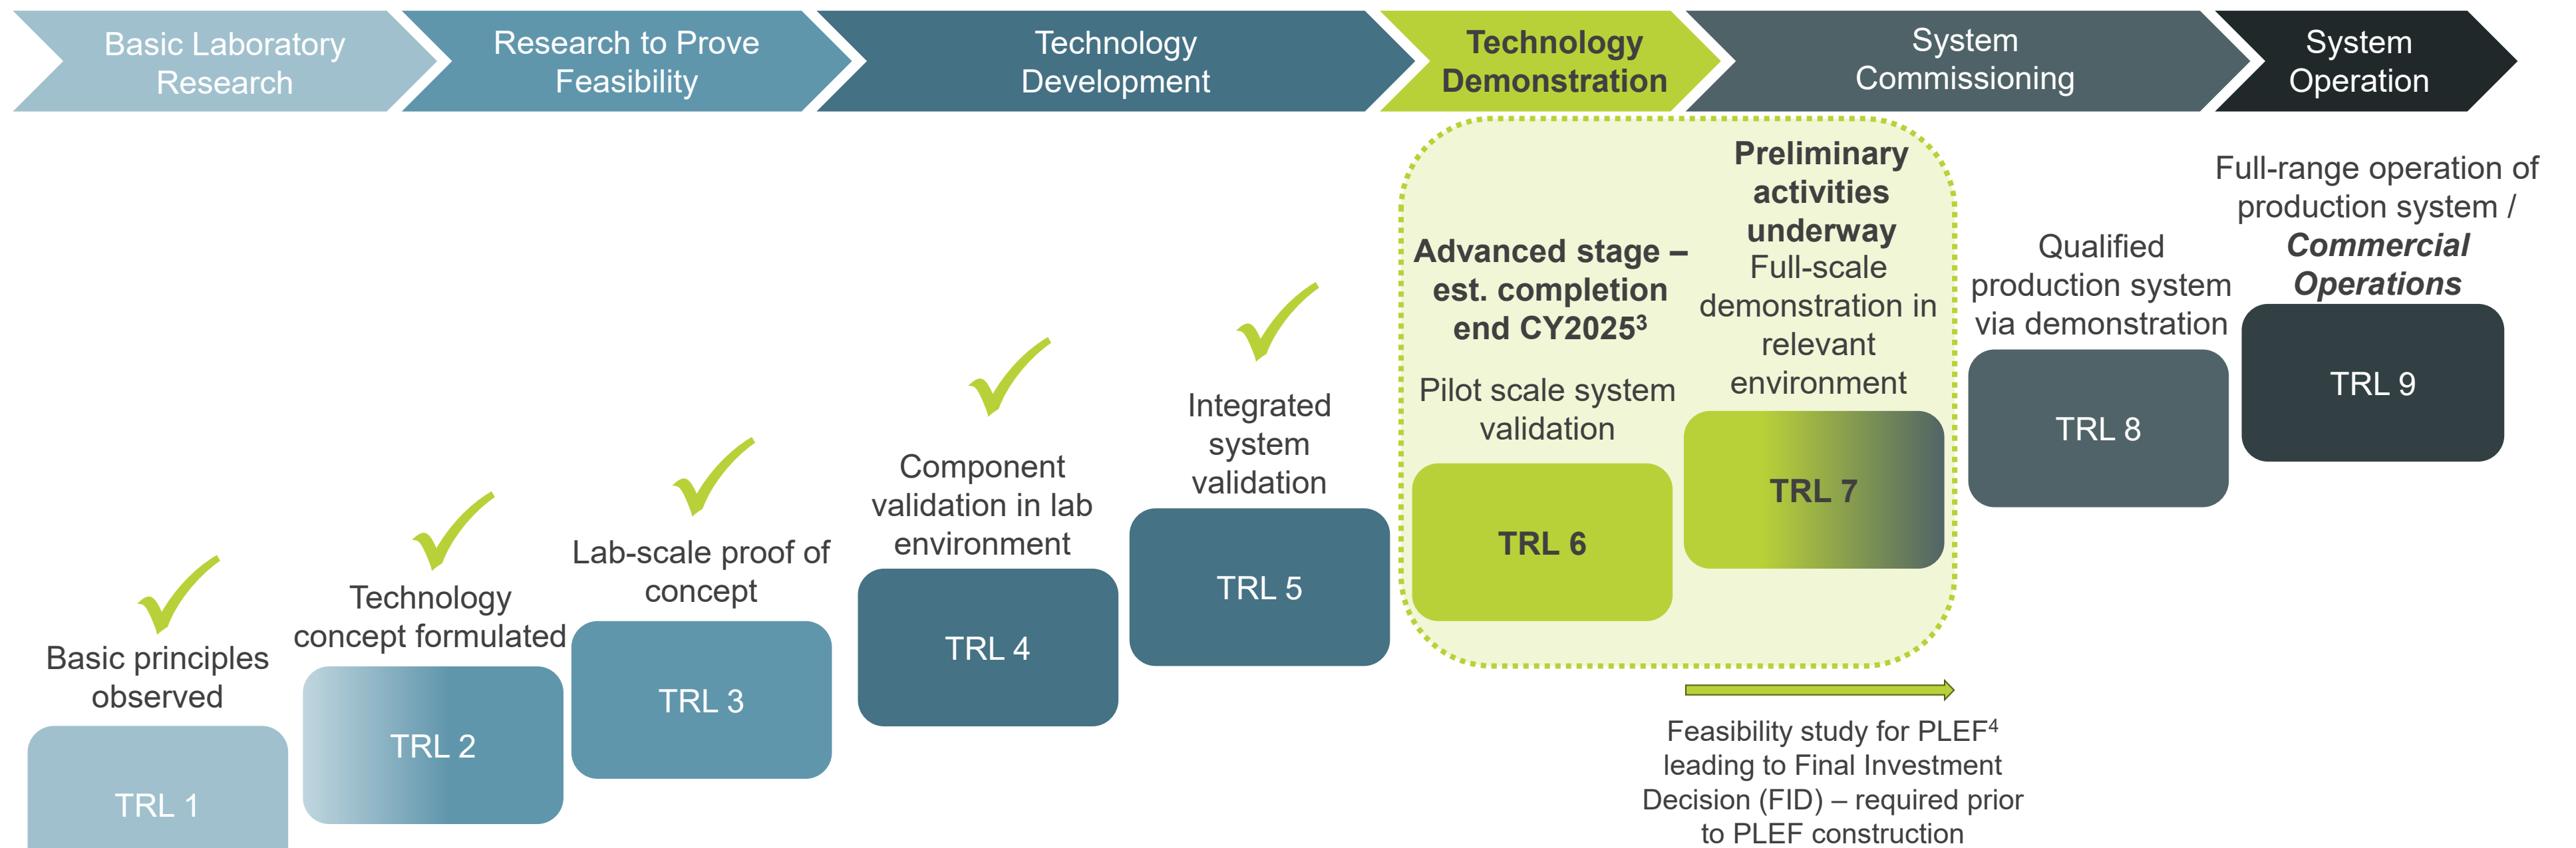 Basic Laboratory
Research
Research to Prove
Feasibility
Technology
Development
Technology
Demonstration
System
Commissioning
System
Operation
Basic principles
observed
TRL 1
Technology
concept formulated
TRL 2
Lab-scale proof of
concept
TRL 3
Component
validation in lab
environment
TRL 4
Integrated
system
validation
TRL 5
Advanced stage –
est. completion
end CY2025³
Pilot scale system
validation
TRL 6
Preliminary
activities
underway
Full-scale
demonstration in
relevant
environment
TRL 7
Qualified
production system
via demonstration
TRL 8
Full-range operation of
production system /
Commercial
Operations
TRL 9
Feasibility study for PLEF⁴
leading to Final Investment
Decision (FID) – required prior
to PLEF construction